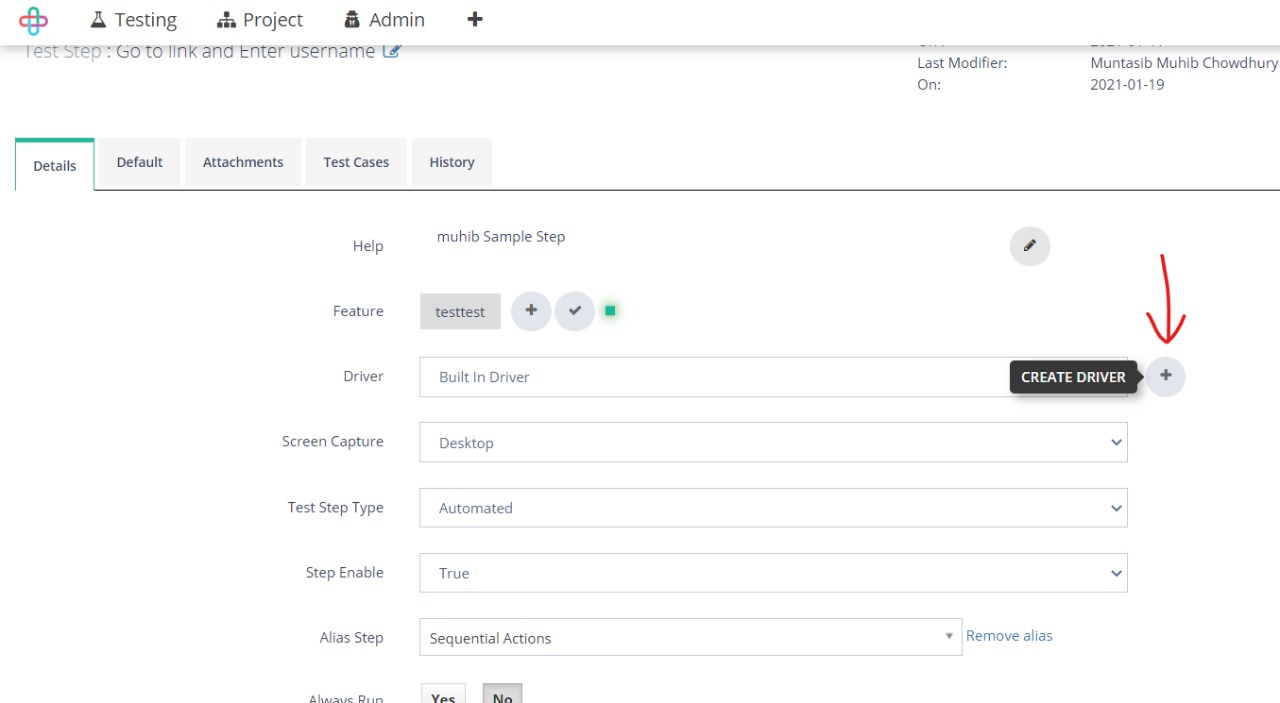 Testing Project Admin
Test Step : Go to link and Enter username
Last Modifier: Muntasib Muhib Chowdhury
On: 2021-01-19
Details Default Attachments Test Cases History
Help muhib Sample Step
Feature testtest
Driver Built In Driver CREATE DRIVER
Screen Capture Desktop
Test Step Type Automated
Step Enable True
Alias Step Sequential Actions Remove alias
Always Run Yes No